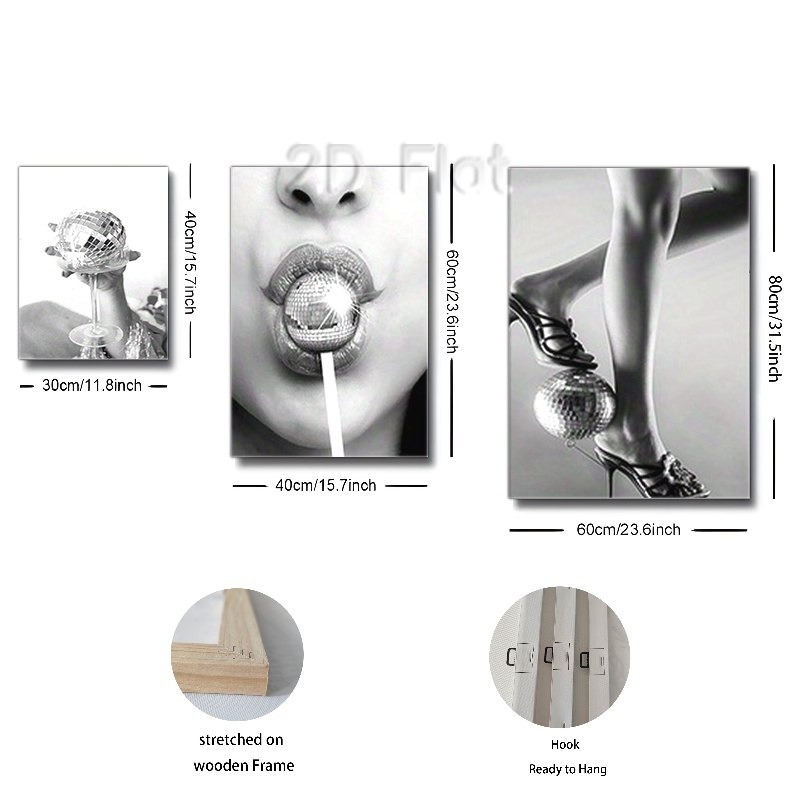 2D Flat
40cm/15.7inch
30cm/11.8inch
60cm/23.6inch
40cm/15.7inch
80cm/31.5inch
60cm/23.6inch
stretched on
wooden Frame
Hook
Ready to Hang